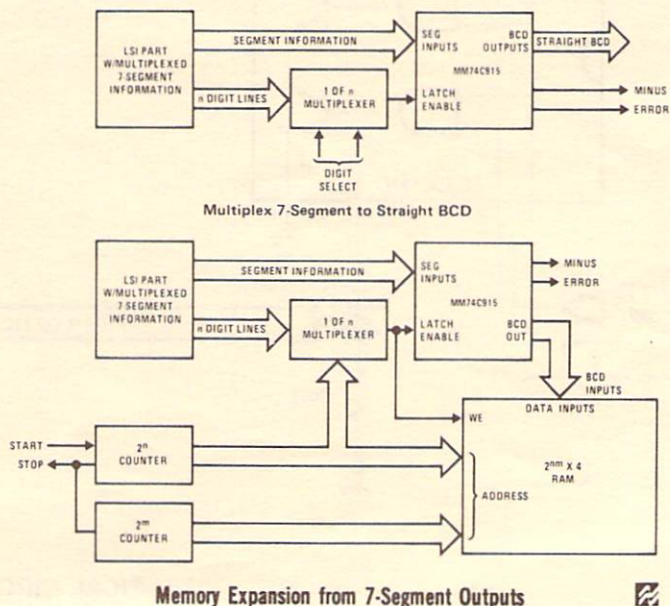 LSI PART
W/MULTIPLEXED
7-SEGMENT
INFORMATION
SEGMENT INFORMATION
n DIGIT LINES
1 OF n
MULTIPLEXER
DIGIT
SELECT
SEG
INPUTS
BCD
OUTPUTS
MM74C915
LATCH
ENABLE
STRAIGHT BCD
MINUS
ERROR
Multiplex 7-Segment to Straight BCD
LSI PART
W/MULTIPLEXED
7-SEGMENT
INFORMATION
SEGMENT INFORMATION
n DIGIT LINES
1 OF n
MULTIPLEXER
SEG
INPUTS
MM74C915
LATCH
ENABLE
BCD
OUT
MINUS
ERROR
BCD
INPUTS
DATA INPUTS
WE
2nm X 4
RAM
ADDRESS
START
STOP
2n
COUNTER
2m
COUNTER
Memory Expansion from 7-Segment Outputs